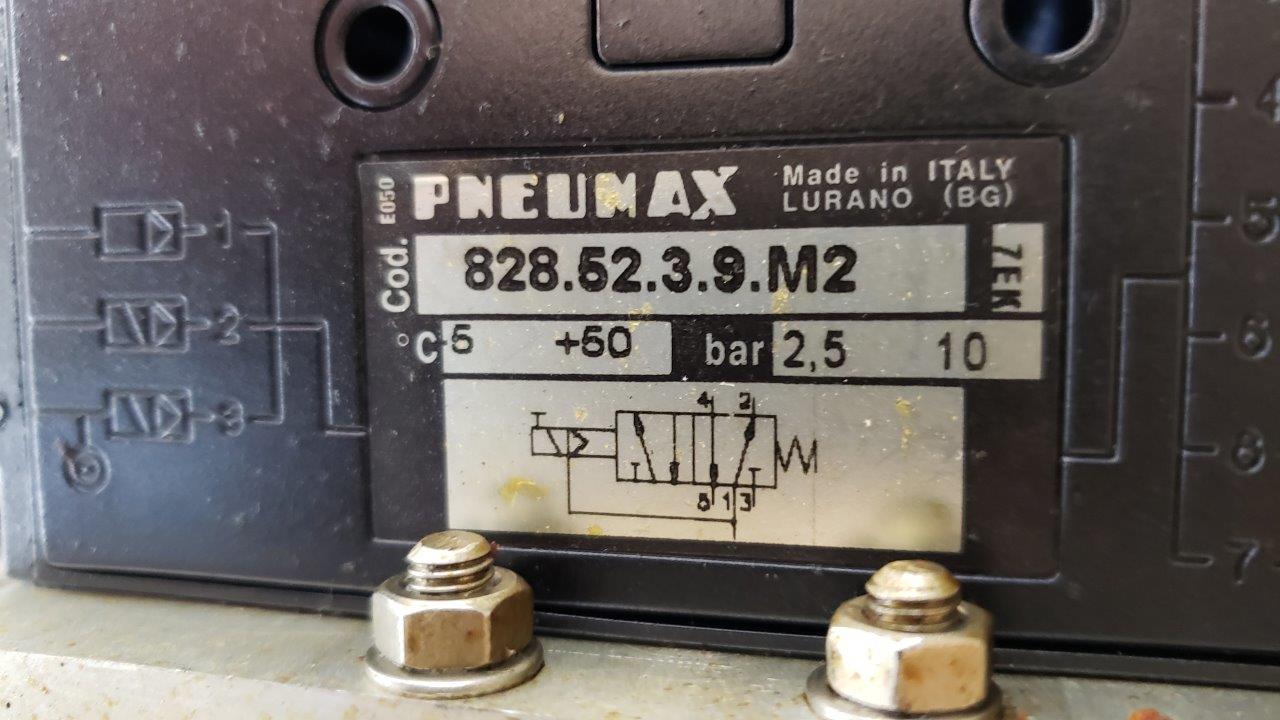 E050 PNEUMAX Made in ITALY
LURANO (BG)
Cod. 828.52.3.9.M2 7EK
°C -5 +50 bar 2,5 10
4 2
5 1 3
1
2
3
4
5
6
8
7